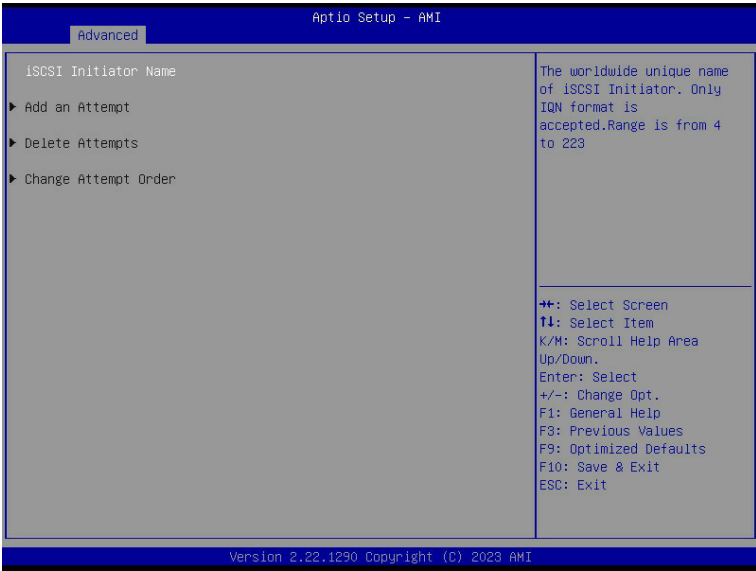 Aptio Setup – AMI
Advanced
iSCSI Initiator Name
▶ Add an Attempt
▶ Delete Attempts
▶ Change Attempt Order
The worldwide unique name
of iSCSI Initiator. Only
IQN format is
accepted.Range is from 4
to 223
→←: Select Screen
↑↓: Select Item
K/M: Scroll Help Area
Up/Down.
Enter: Select
+/-: Change Opt.
F1: General Help
F3: Previous Values
F9: Optimized Defaults
F10: Save & Exit
ESC: Exit
Version 2.22.1290 Copyright (C) 2023 AMI